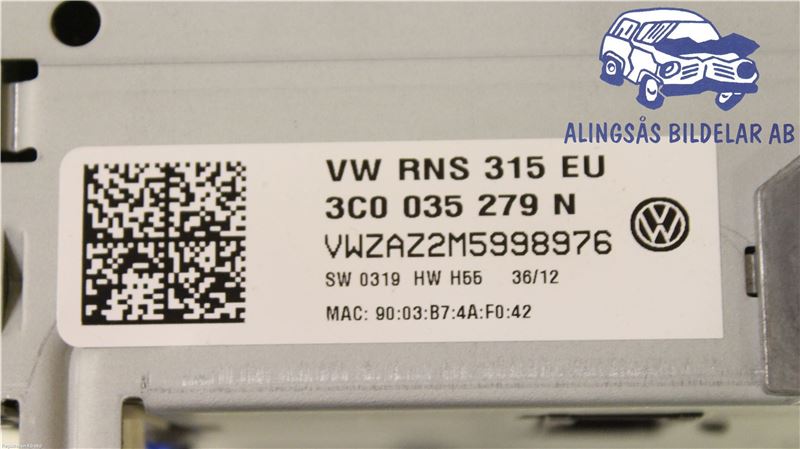 ALINGSÅS BILDELAR AB
VW RNS 315 EU
3C0 035 279 N
VWZAZ2M5998976
SW 0319 HW H55 36/12
MAC: 90:03:B7:4A:F0:42